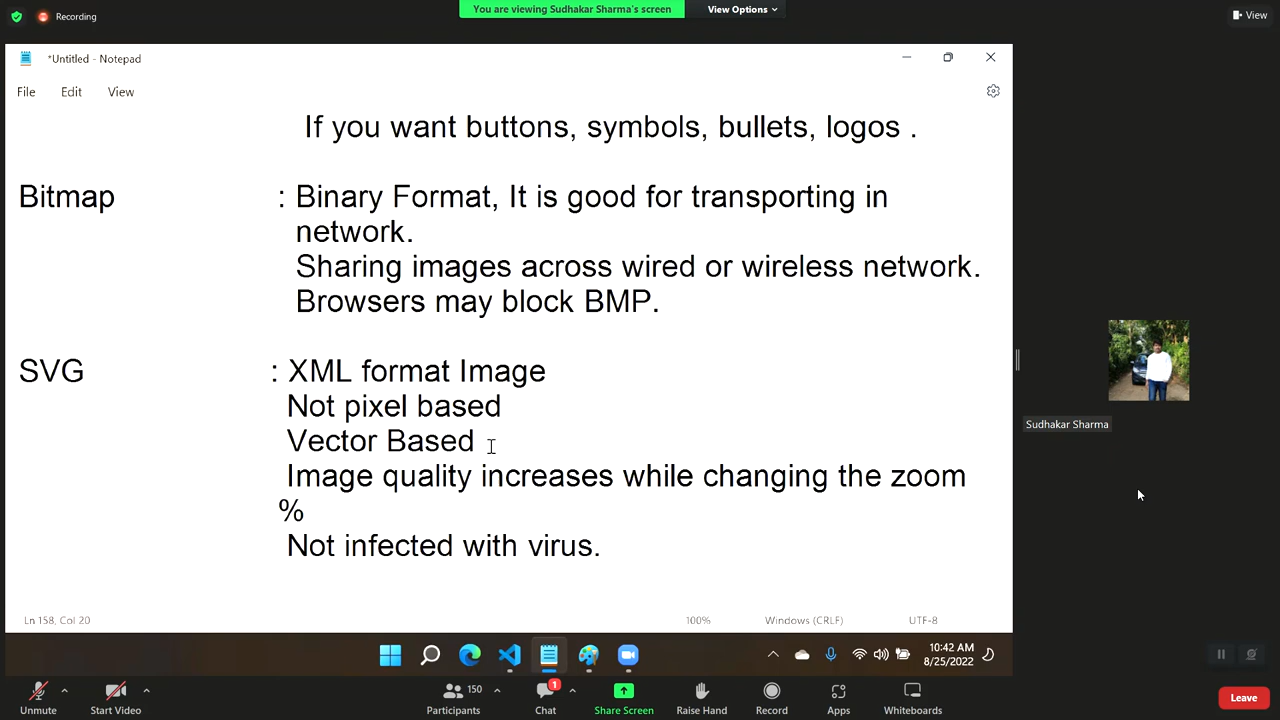 Recording
You are viewing Sudhakar Sharma's screen
View Options
View
*Untitled - Notepad
File Edit View
If you want buttons, symbols, bullets, logos .
Bitmap : Binary Format, It is good for transporting in
network.
Sharing images across wired or wireless network.
Browsers may block BMP.
SVG : XML format Image
Not pixel based
Vector Based
Image quality increases while changing the zoom
%
Not infected with virus.
Sudhakar Sharma
Ln 158, Col 20 100% Windows (CRLF) UTF-8
10:42 AM
8/25/2022
150
1
Unmute Start Video Participants Chat Share Screen Raise Hand Record Apps Whiteboards Leave